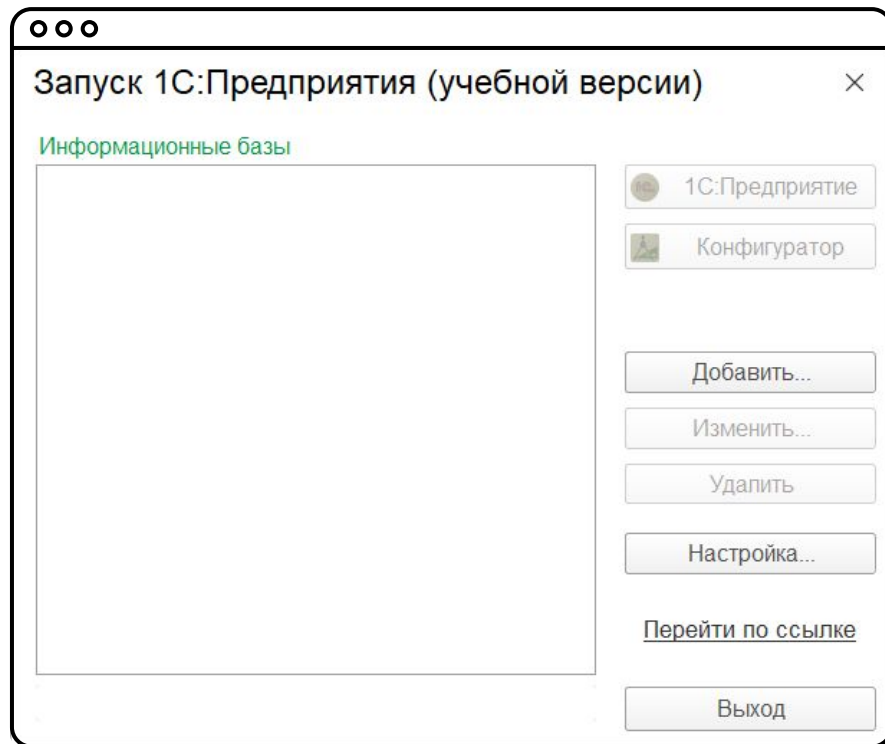 Запуск 1С:Предприятия (учебной версии)
Информационные базы
1С:Предприятие
Конфигуратор
Добавить...
Изменить...
Удалить
Настройка...
Перейти по ссылке
Выход